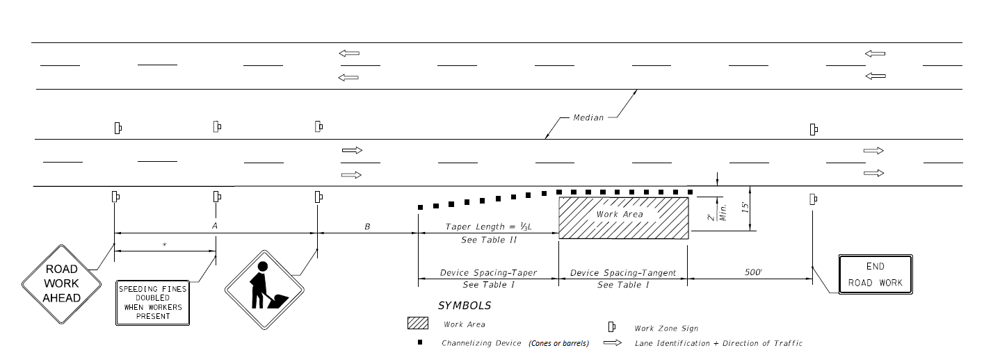 Median
A
B
Taper Length = ⅓L
See Table II
Work Area
2'
Min.
15'
*
ROAD
WORK
AHEAD
SPEEDING FINES
DOUBLED
WHEN WORKERS
PRESENT
Device Spacing-Taper
See Table I
Device Spacing-Tangent
See Table I
500'
END
ROAD WORK
SYMBOLS
Work Area
Work Zone Sign
Channelizing Device (Cones or barrels)
Lane Identification + Direction of Traffic